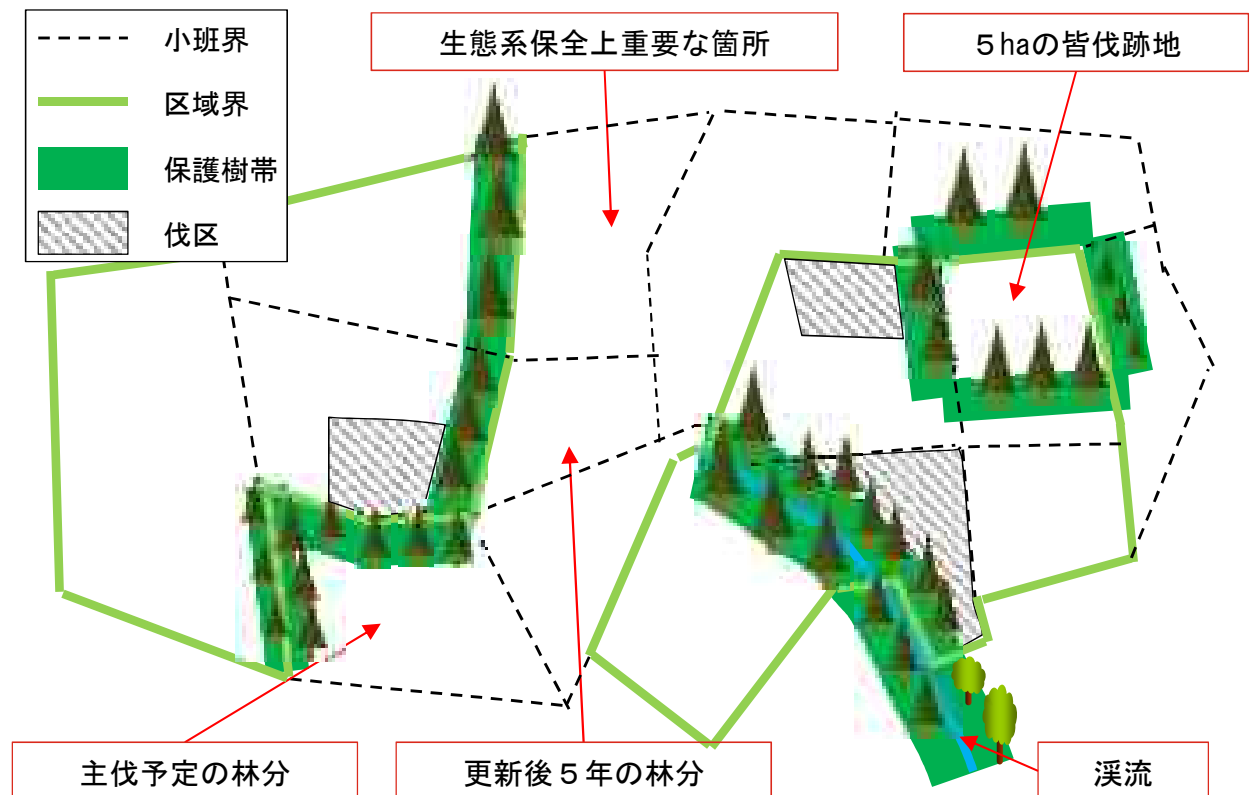 小班界
区域界
保護樹帯
伐区
生態系保全上重要な箇所
５haの皆伐跡地
主伐予定の林分
更新後５年の林分
渓流